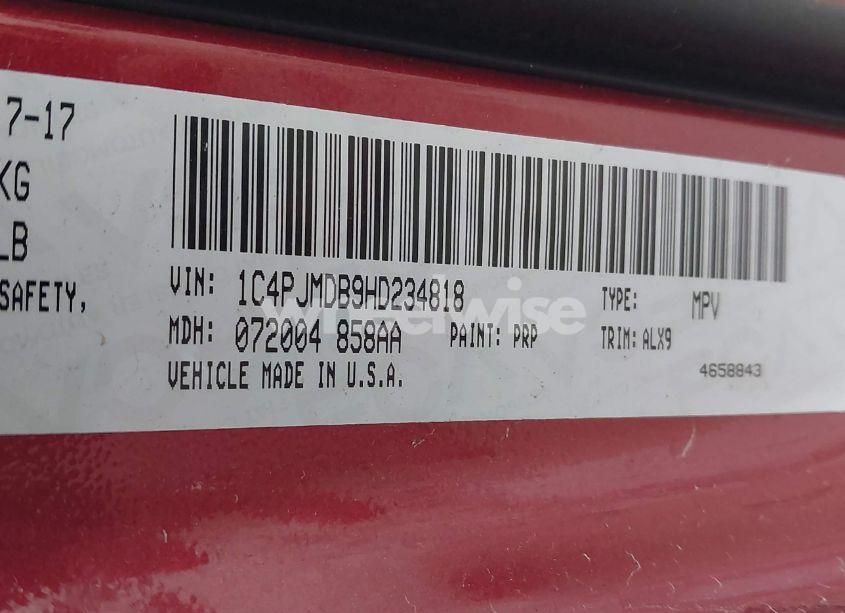 7-17
KG
LB
SAFETY,
VIN: 1C4PJMDB9HD234818 TYPE: MPV
MDH: 072004 858AA PAINT: PRP TRIM: ALX9
VEHICLE MADE IN U.S.A. 4658843
wheelwise